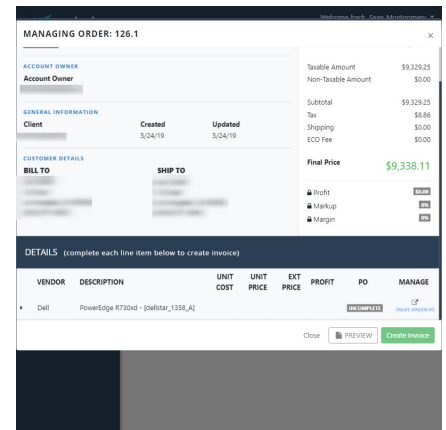 Welcome back, Sean Montgomery
MANAGING ORDER: 126.1
×
ACCOUNT OWNER
Account Owner
GENERAL INFORMATION
Client Created Updated
5/24/19 5/24/19
CUSTOMER DETAILS
BILL TO SHIP TO
Taxable Amount $9,329.25
Non-Taxable Amount $0.00
Subtotal $9,329.25
Tax $8.86
Shipping $0.00
ECO Fee $0.00
Final Price $9,338.11
Profit $0.00
Markup 0%
Margin 0%
DETAILS (complete each line item below to create invoice)
VENDOR DESCRIPTION UNIT COST UNIT PRICE EXT PRICE PROFIT PO MANAGE
Dell PowerEdge R730xd - [dellstar_1358_A] INCOMPLETE CREATE VENDOR PO
Close PREVIEW Create Invoice